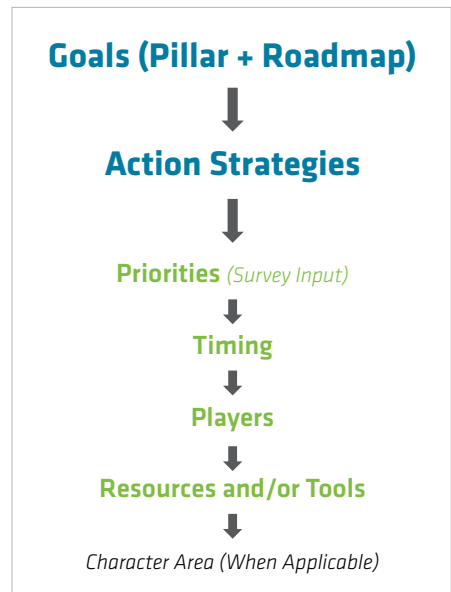 Goals (Pillar + Roadmap)
Action Strategies
Priorities (Survey Input)
Timing
Players
Resources and/or Tools
Character Area (When Applicable)